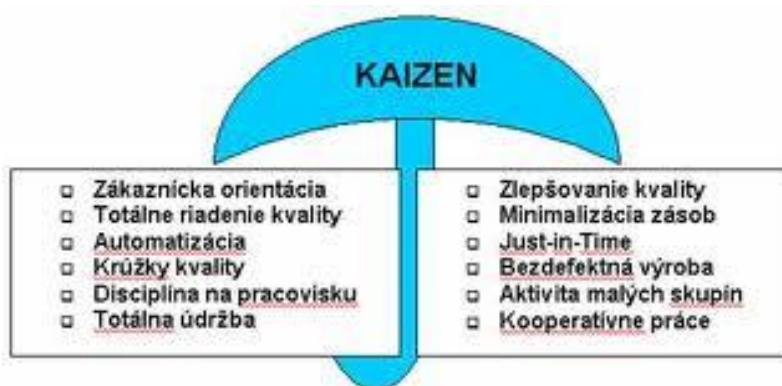 KAIZEN
Zákaznícka orientácia
Totálne riadenie kvality
Automatizácia
Krúžky kvality
Disciplína na pracovisku
Totálna údržba
Zlepšovanie kvality
Minimalizácia zásob
Just-in-Time
Bezdefektná výroba
Aktivita malých skupín
Kooperatívne práce